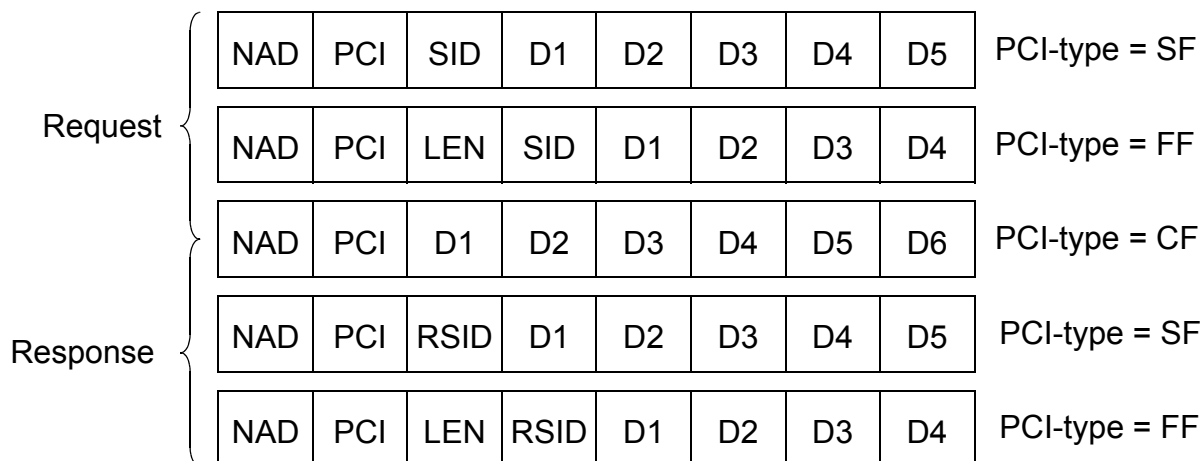 NAD PCI SID D1 D2 D3 D4 D5 PCI-type = SF
Request
NAD PCI LEN SID D1 D2 D3 D4 PCI-type = FF
NAD PCI D1 D2 D3 D4 D5 D6 PCI-type = CF
NAD PCI RSID D1 D2 D3 D4 D5 PCI-type = SF
Response
NAD PCI LEN RSID D1 D2 D3 D4 PCI-type = FF